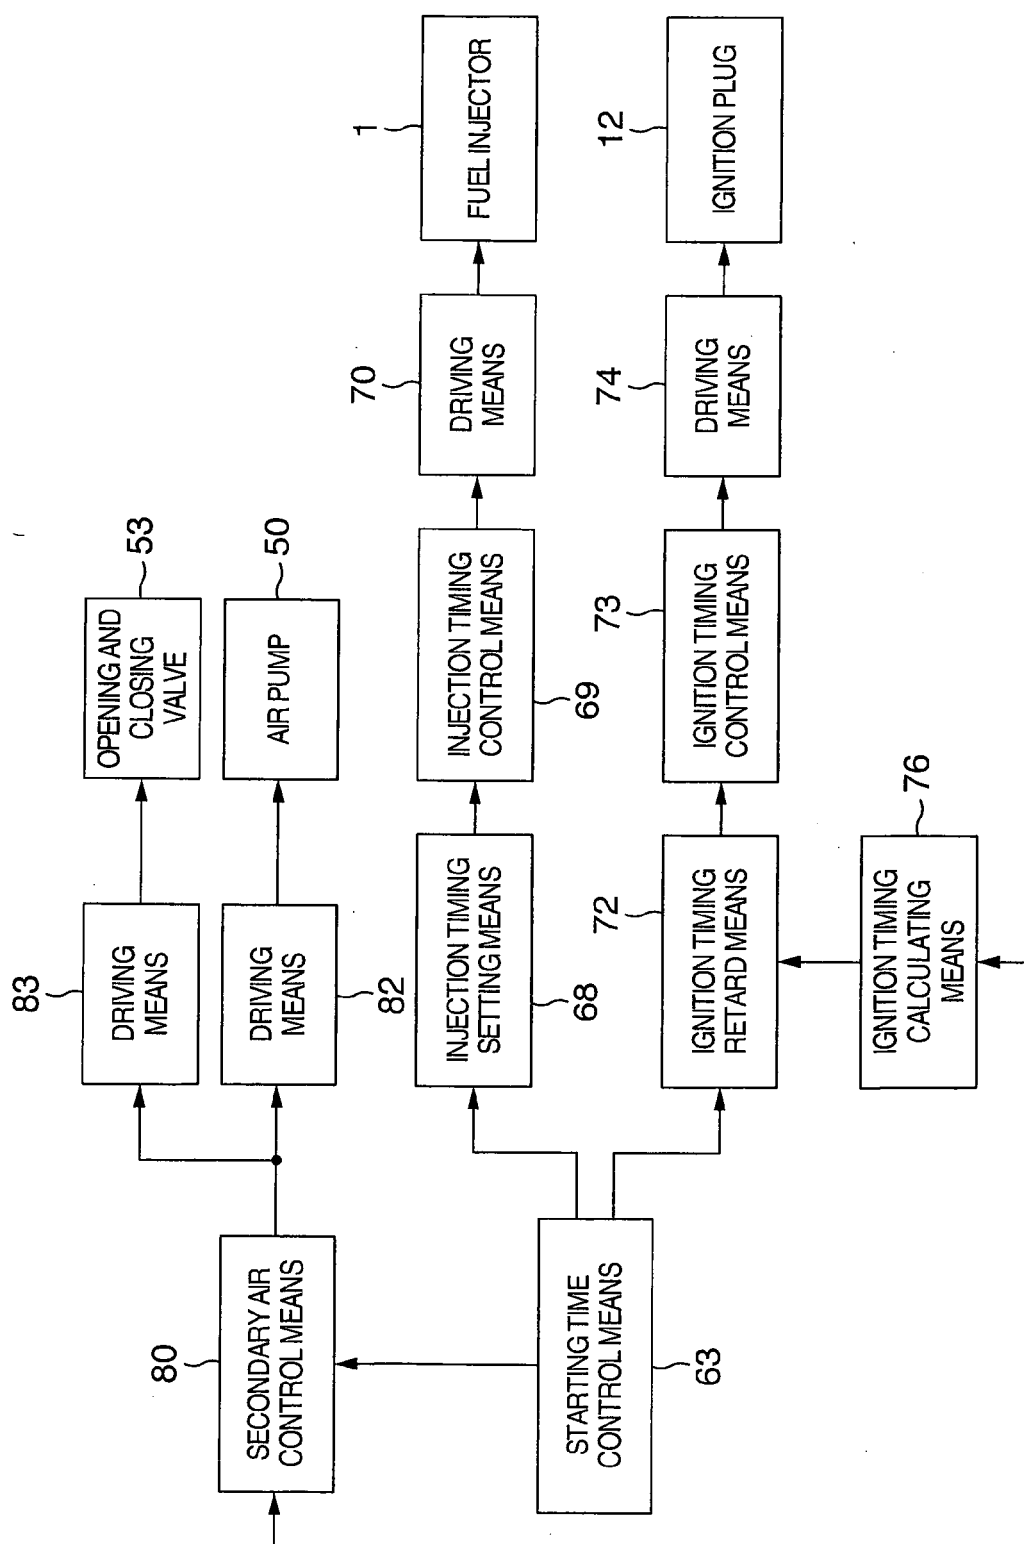 83
DRIVING
MEANS
OPENING AND
CLOSING
VALVE
53
80
SECONDARY AIR
CONTROL MEANS
DRIVING
MEANS
82
AIR PUMP
50
INJECTION TIMING
SETTING MEANS
68
INJECTION TIMING
CONTROL MEANS
69
70
DRIVING
MEANS
1
FUEL INJECTOR
STARTING TIME
CONTROL MEANS
63
72
IGNITION TIMING
RETARD MEANS
73
IGNITION TIMING
CONTROL MEANS
74
DRIVING
MEANS
12
IGNITION PLUG
76
IGNITION TIMING
CALCULATING
MEANS